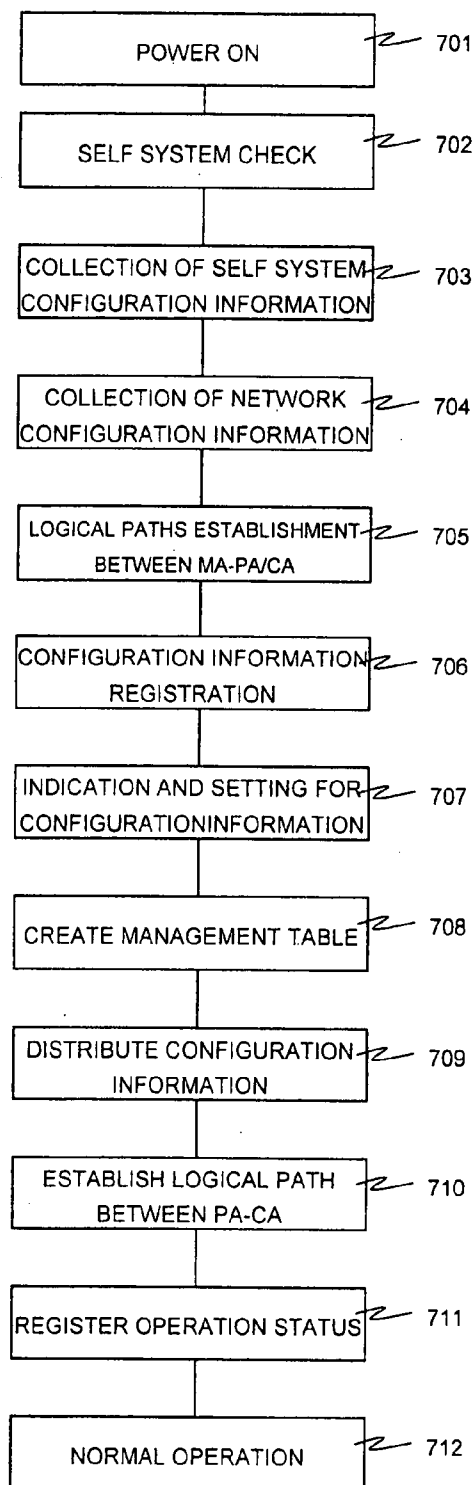 POWER ON
701
SELF SYSTEM CHECK
702
COLLECTION OF SELF SYSTEM
CONFIGURATION INFORMATION
703
COLLECTION OF NETWORK
CONFIGURATION INFORMATION
704
LOGICAL PATHS ESTABLISHMENT
BETWEEN MA-PA/CA
705
CONFIGURATION INFORMATION
REGISTRATION
706
INDICATION AND SETTING FOR
CONFIGURATIONINFORMATION
707
CREATE MANAGEMENT TABLE
708
DISTRIBUTE CONFIGURATION
INFORMATION
709
ESTABLISH LOGICAL PATH
BETWEEN PA-CA
710
REGISTER OPERATION STATUS
711
NORMAL OPERATION
712